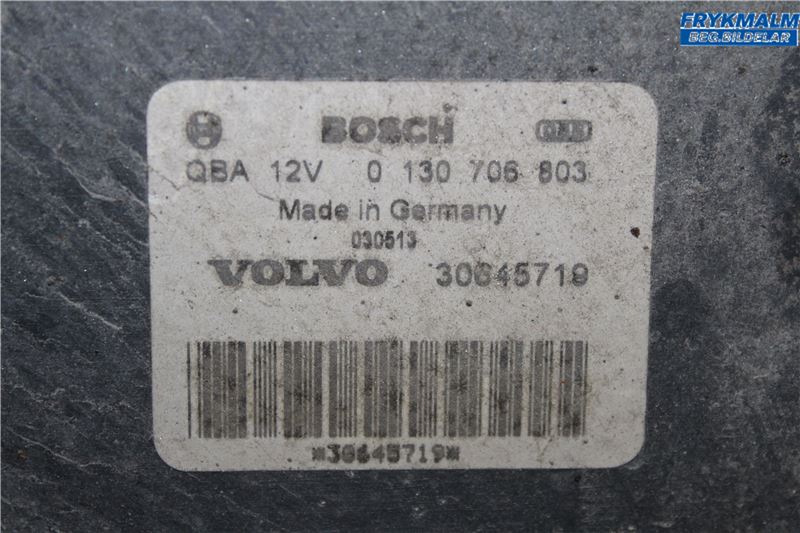 FRYKMALM
BEG.BILDELAR
BOSCH
QBA 12V 0 130 706 803
Made in Germany
030513
VOLVO 30645719
*30645719*